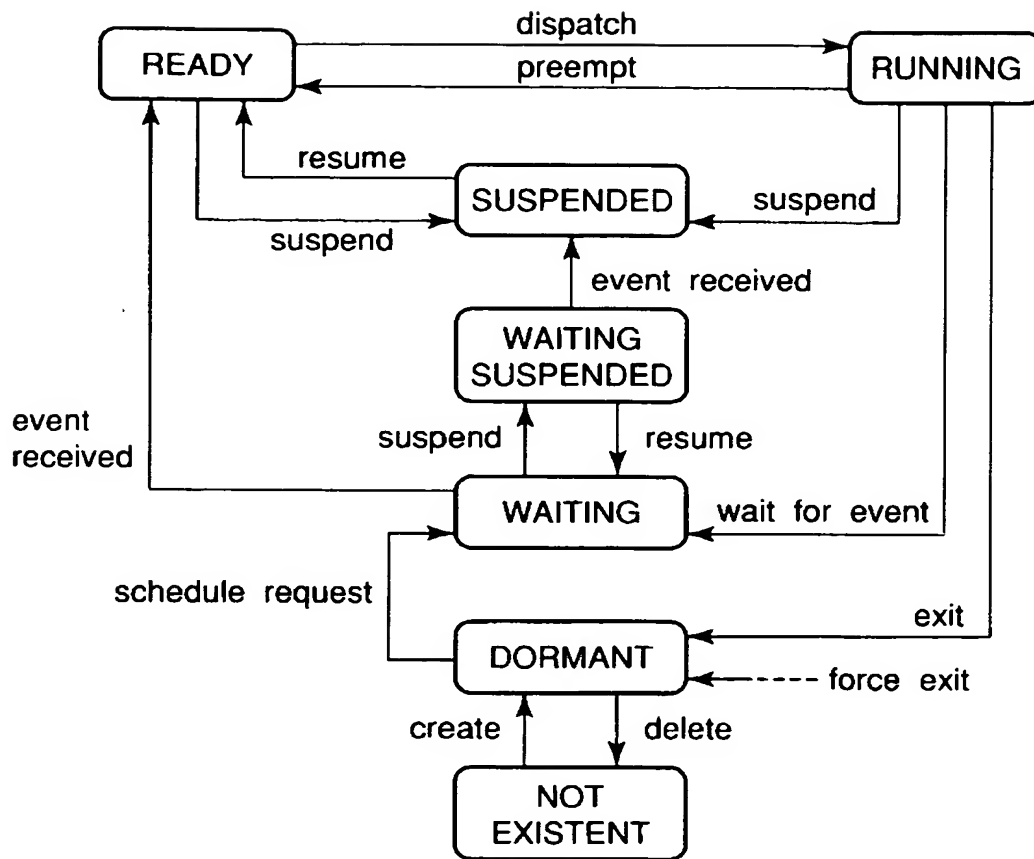 dispatch
READY
preempt
RUNNING
resume
SUSPENDED
suspend
suspend
event received
WAITING
SUSPENDED
event
received
suspend
resume
WAITING
wait for event
schedule request
exit
DORMANT
force exit
create
delete
NOT
EXISTENT